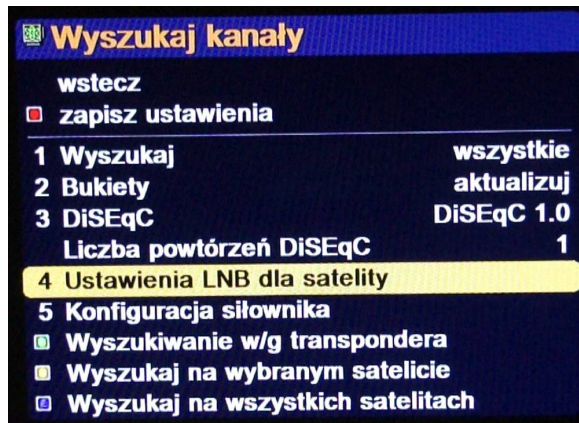 Wyszukaj kanały
wstecz
zapisz ustawienia
1 Wyszukaj wszystkie
2 Bukiety aktualizuj
3 DiSEqC DiSEqC 1.0
Liczba powtórzeń DiSEqC 1
4 Ustawienia LNB dla satelity
5 Konfiguracja siłownika
Wyszukiwanie w/g transpondera
Wyszukaj na wybranym satelicie
Wyszukaj na wszystkich satelitach